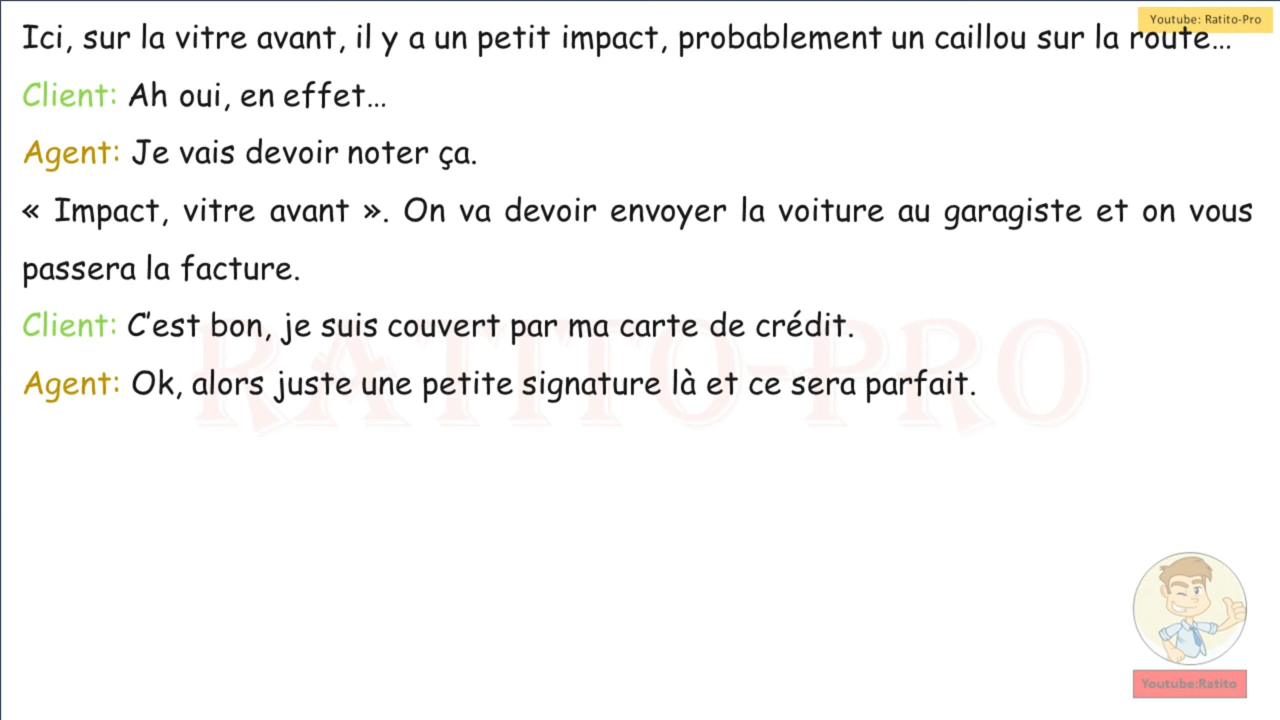 Youtube: Ratito-Pro
Ici, sur la vitre avant, il y a un petit impact, probablement un caillou sur la route...
Client: Ah oui, en effet...
Agent: Je vais devoir noter ça.
« Impact, vitre avant ». On va devoir envoyer la voiture au garagiste et on vous
passera la facture.
Client: C'est bon, je suis couvert par ma carte de crédit.
RATITO-PRO
Agent: Ok, alors juste une petite signature là et ce sera parfait.
Youtube:Ratito